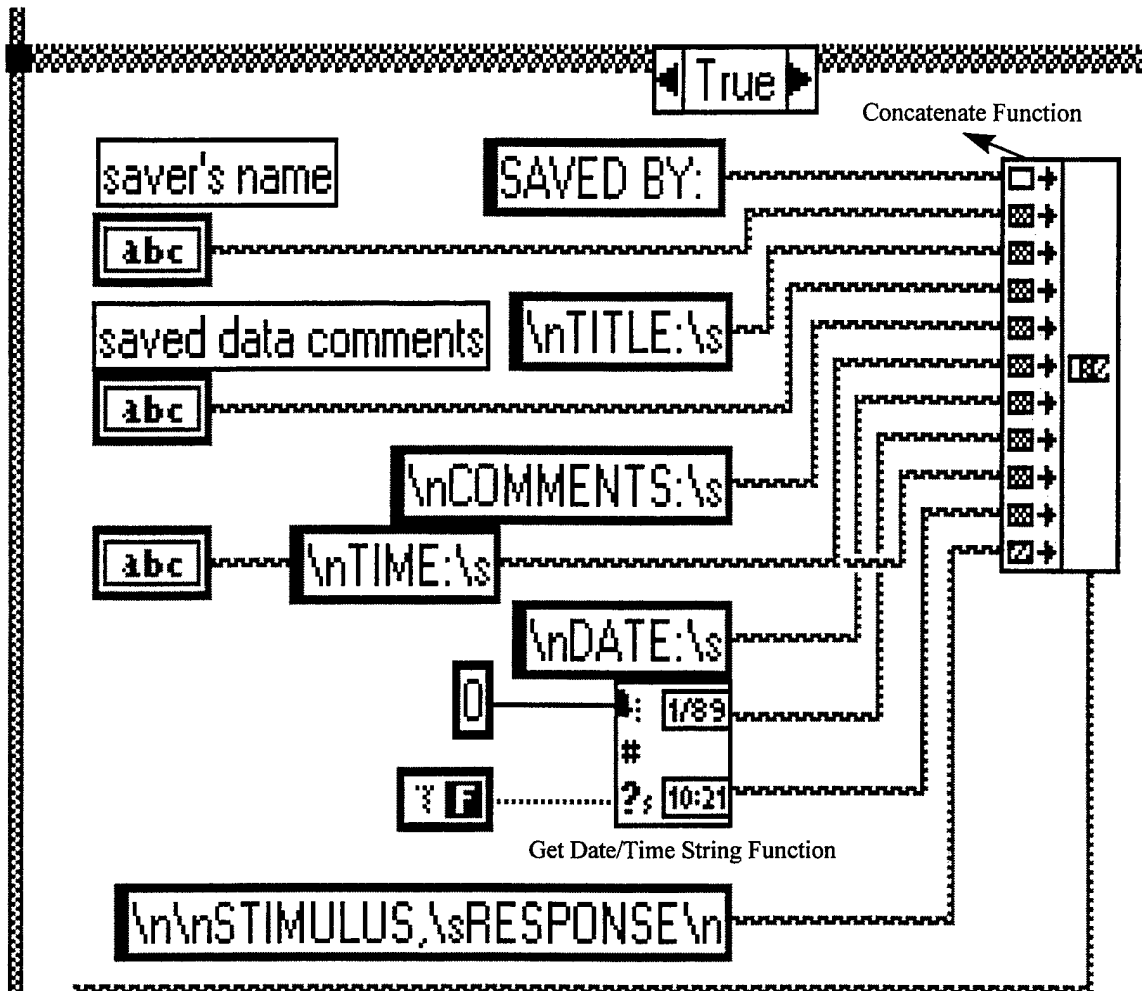 True
Concatenate Function
saver's name
SAVED BY:
abc
\nTITLE:\s
saved data comments
abc
\nCOMMENTS:\s
abc
\nTIME:\s
\nDATE:\s
0
1/89
#
F
?
10:21
Get Date/Time String Function
\n\nSTIMULUS,\sRESPONSE\n